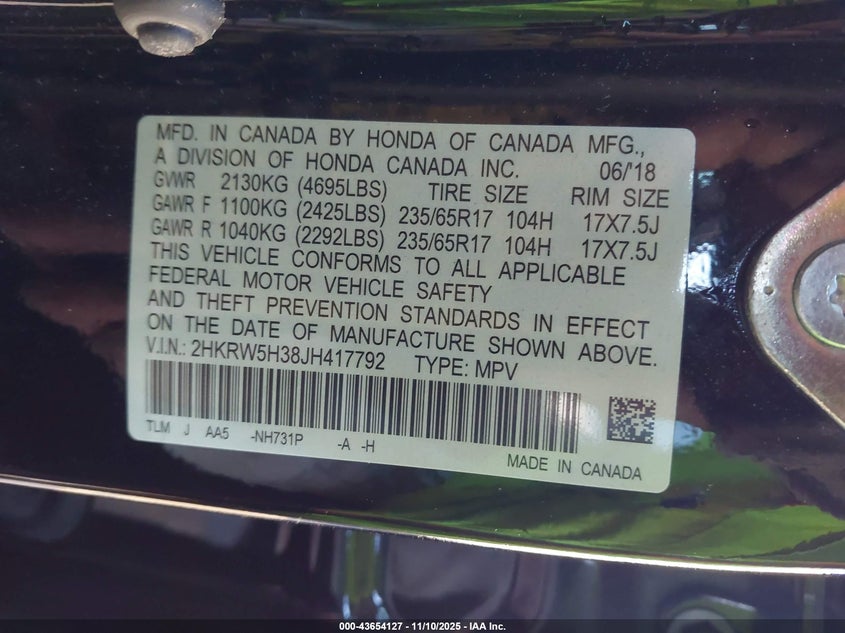 MFD. IN CANADA BY HONDA OF CANADA MFG.,
A DIVISION OF HONDA CANADA INC. 06/'18
GVWR 2130KG (4695LBS) TIRE SIZE RIM SIZE
GAWR F 1100KG (2425LBS) 235/65R17 104H 17X7.5J
GAWR R 1040KG (2292LBS) 235/65R17 104H 17X7.5J
THIS VEHICLE CONFORMS TO ALL APPLICABLE
FEDERAL MOTOR VEHICLE SAFETY
AND THEFT PREVENTION STANDARDS IN EFFECT
ON THE DATE OF MANUFACTURE SHOWN ABOVE.
V.I.N.: 2HKRW5H38JH417792 TYPE: MPV
TLM J AA5 -NH731P -A -H
MADE IN CANADA
000-43654127 - 11/10/2025 - IAA Inc.